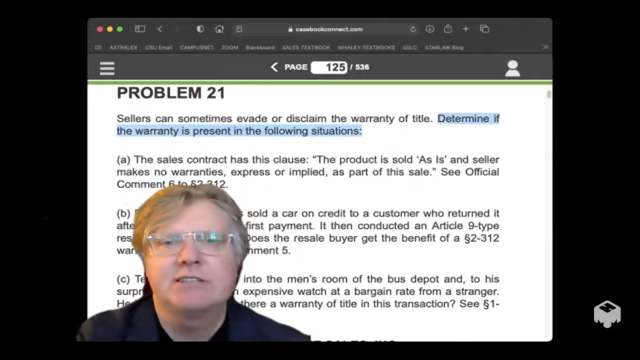 casebookconnect.com
ASTRALEX CSU Email CAMPUSNET ZOOM Blackboard SALES TEXTBOOK WHALEY TEXTBOOKS GSLC STARLAW Blog
PAGE 125 / 536
PROBLEM 21
Sellers can sometimes evade or disclaim the warranty of title. Determine if
the warranty is present in the following situations:
(a) The sales contract has this clause: "The product is sold 'As Is' and seller
makes no warranties, express or implied, as part of this sale." See Official
Comment 6 to §2-312.
(b) s sold a car on credit to a customer who returned it
after first payment. It then conducted an Article 9-type
Does the resale buyer get the benefit of a §2-312
5.
(c) into the men's room of the bus depot and, to his
expensive watch at a bargain rate from a stranger.
there a warranty of title in this transaction? See §1-